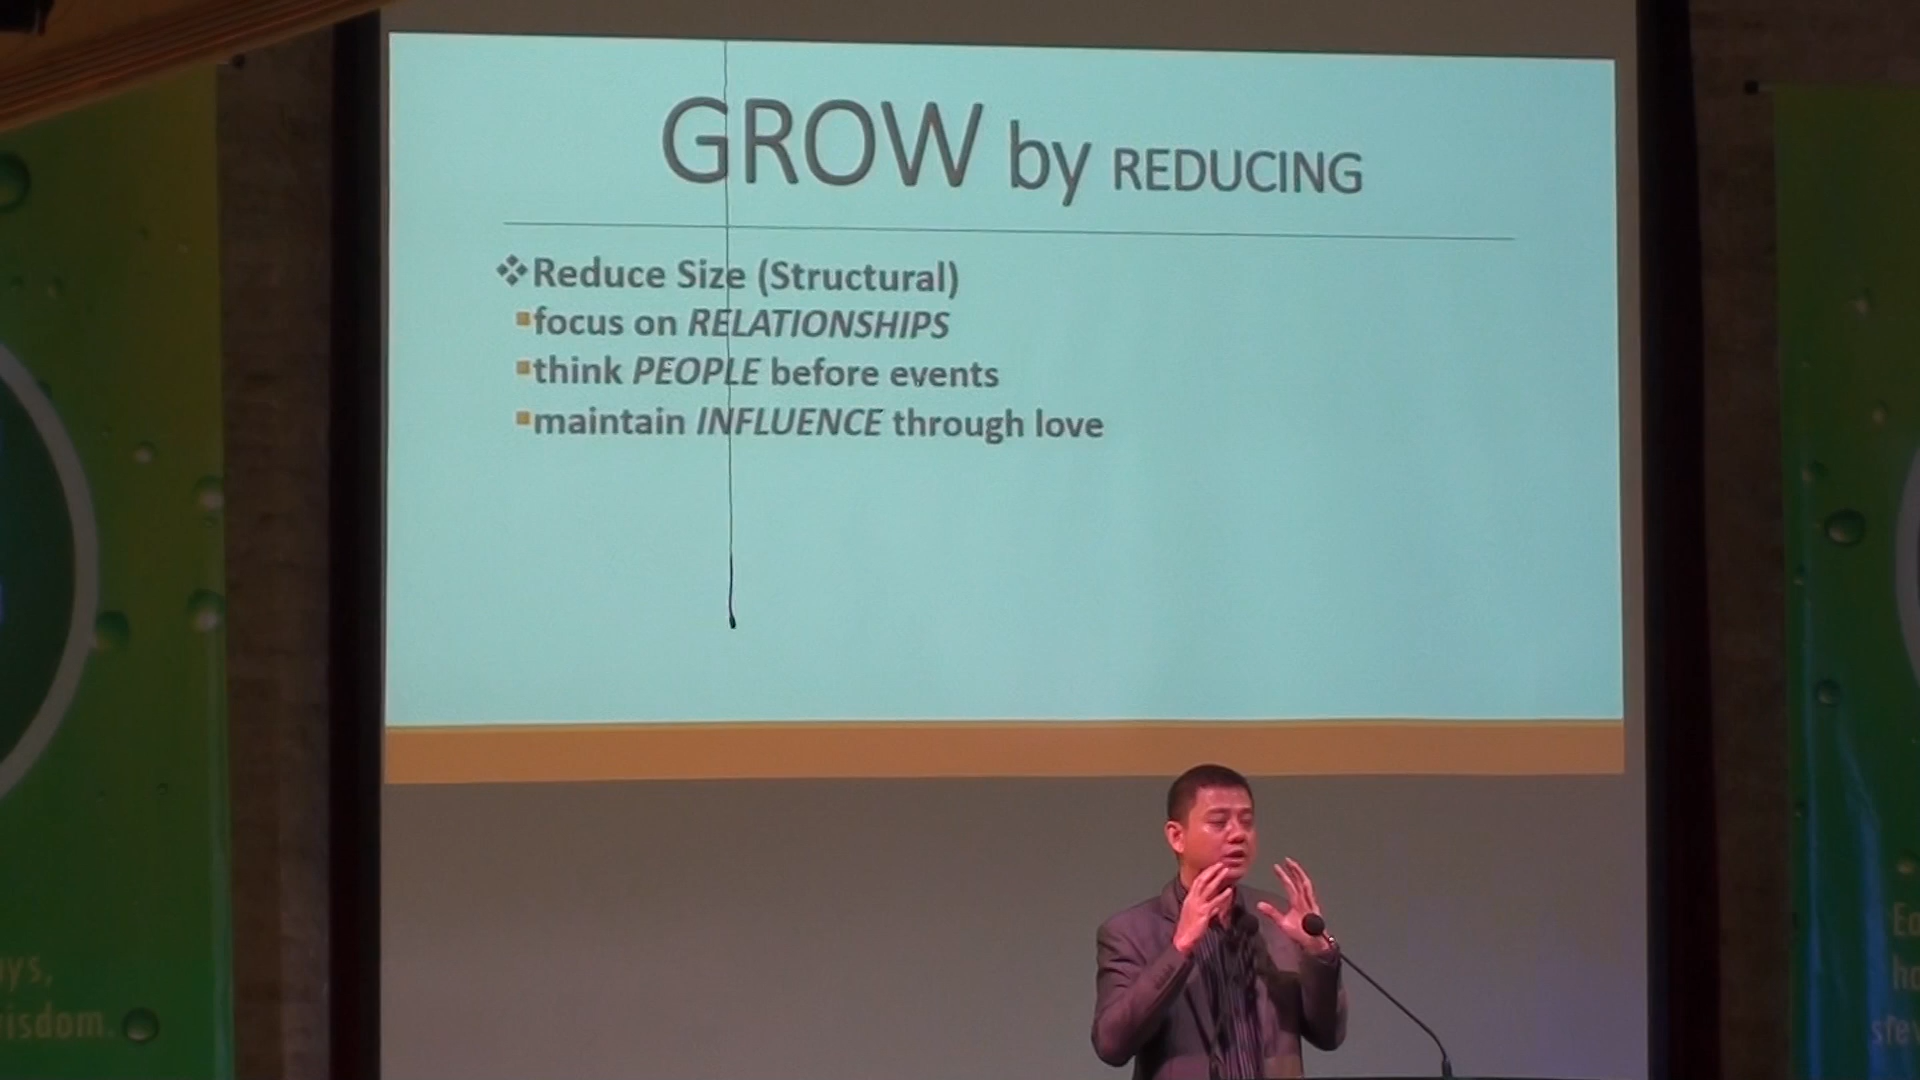 GROW by REDUCING
❖Reduce Size (Structural)
▪focus on RELATIONSHIPS
▪think PEOPLE before events
▪maintain INFLUENCE through love